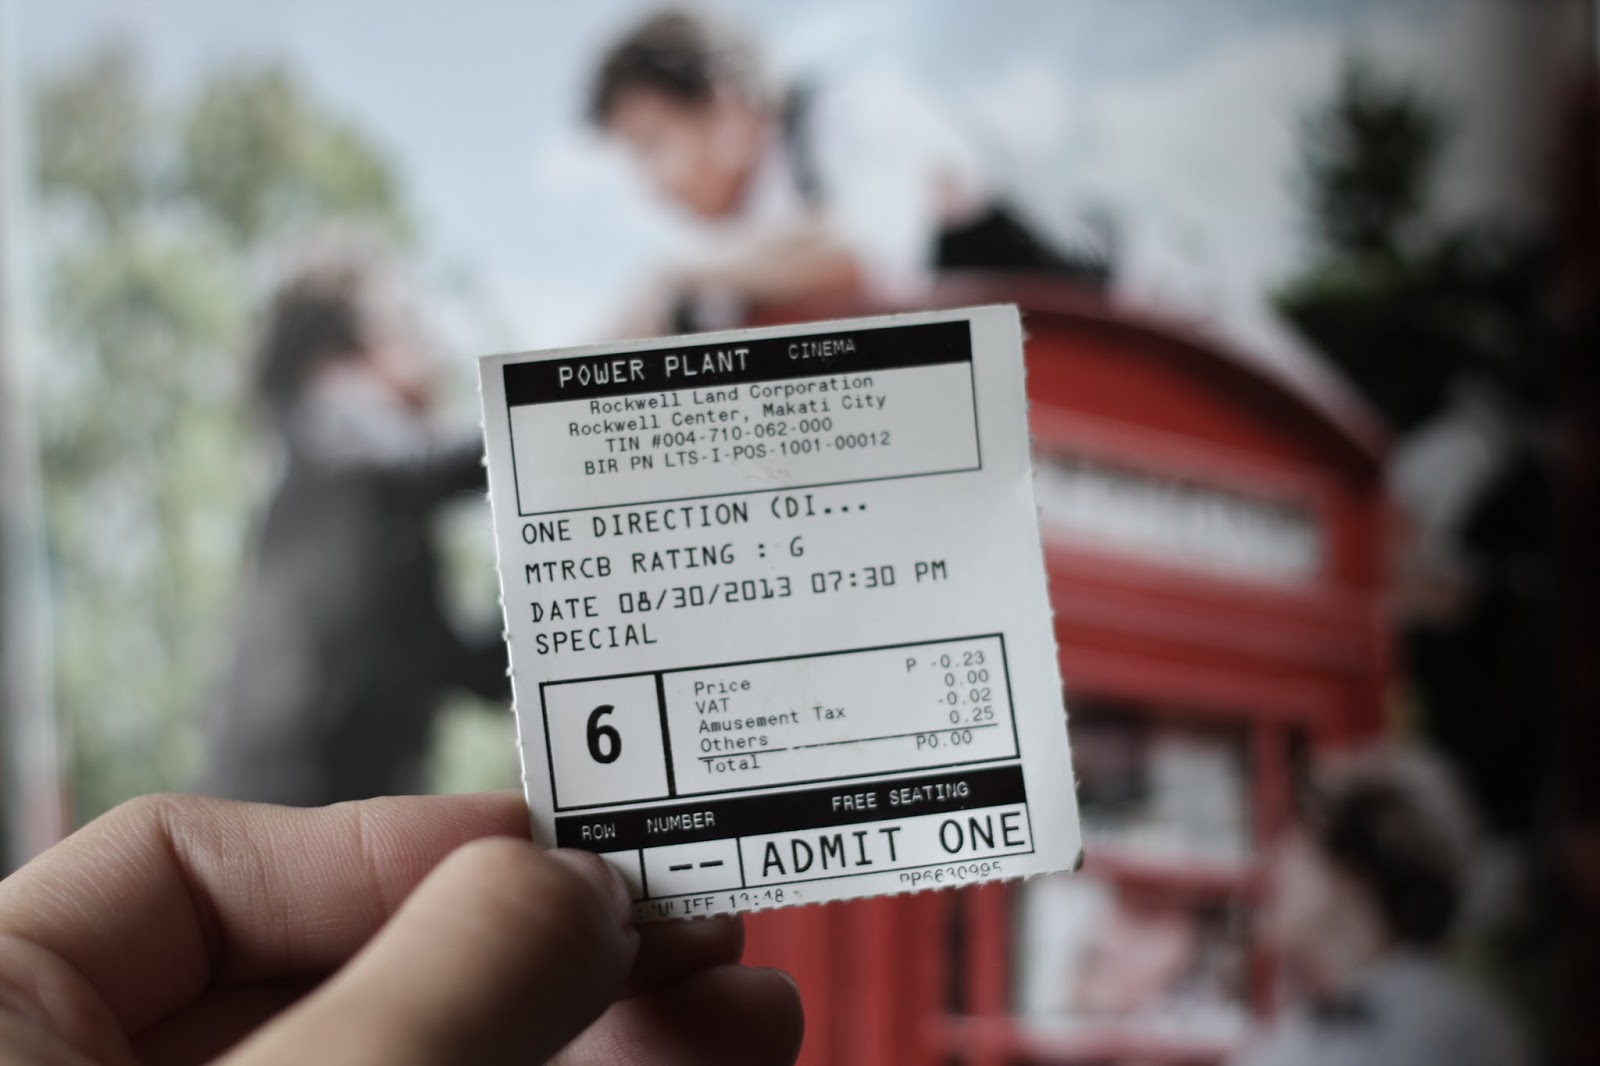 POWER PLANT CINEMA
Rockwell Land Corporation
Rockwell Center, Makati City
TIN #004-710-062-000
BIR PN LTS-I-POS-1001-00012
ONE DIRECTION (DI...
MTRCB RATING : G
DATE 08/30/2013 07:30 PM
SPECIAL
6
Price P -0.23
VAT 0.00
Amusement Tax -0.02
Others 0.25
Total P0.00
ROW NUMBER FREE SEATING
-- ADMIT ONE
PP6630995